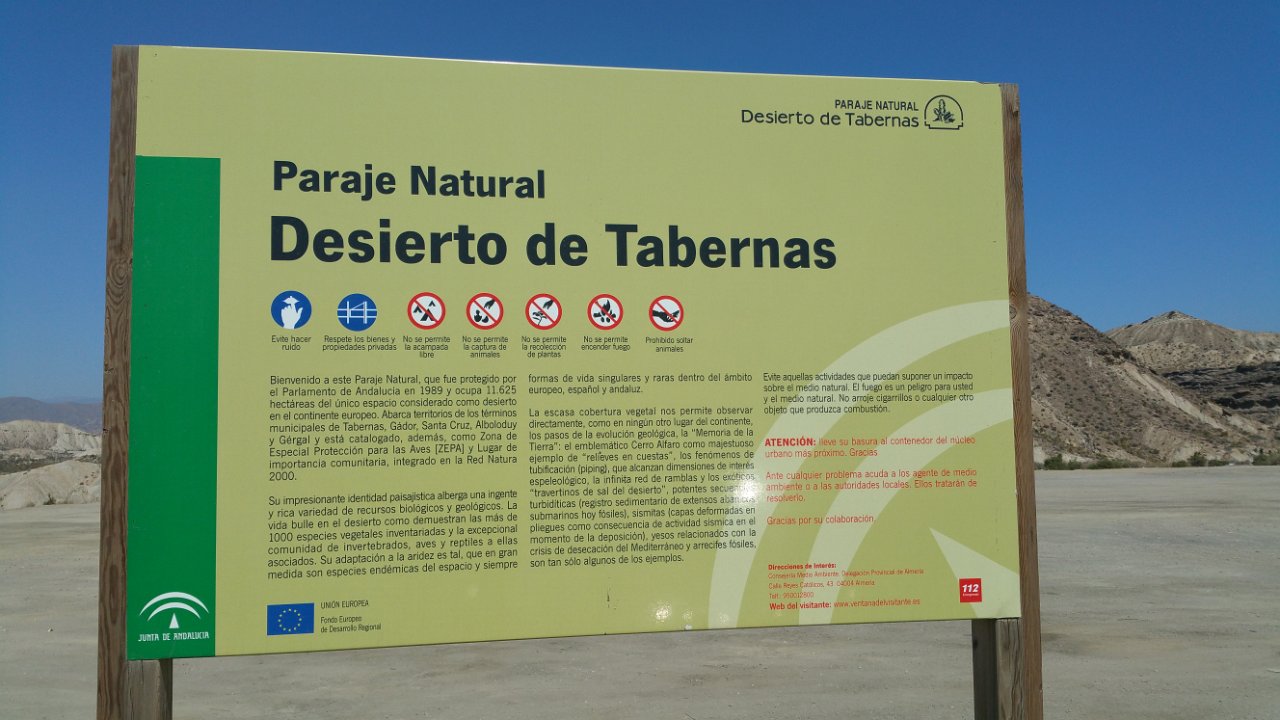 PARAJE NATURAL
Desierto de Tabernas
Paraje Natural
Desierto de Tabernas
Evite hacer
ruido
Respete los bienes y
propiedades privadas
No se permite
la acampada
libre
No se permite
la captura de
animales
No se permite
la recolección
de plantas
No se permite
encender fuego
Prohibido soltar
animales
Bienvenido a este Paraje Natural, que fue protegido por
el Parlamento de Andalucía en 1989 y ocupa 11.625
hectáreas del único espacio considerado como desierto
en el continente europeo. Abarca territorios de los términos
municipales de Tabernas, Gádor, Santa Cruz, Alboloduy
y Gérgal y está catalogado, además, como Zona de
Especial Protección para las Aves [ZEPA] y Lugar de
importancia comunitaria, integrado en la Red Natura
2000.
Su impresionante identidad paisajistica alberga una ingente
y rica variedad de recursos biológicos y geológicos. La
vida bulle en el desierto como demuestran las más de
1000 especies vegetales inventariadas y la excepcional
comunidad de invertebrados, aves y reptiles a ellas
asociados. Su adaptación a la aridez es tal, que en gran
medida son especies endémicas del espacio y siempre
formas de vida singulares y raras dentro del ámbito
europeo, español y andaluz.
La escasa cobertura vegetal nos permite observar
directamente, como en ningún otro lugar del continente,
los pasos de la evolución geológica, la "Memoria de la
Tierra": el emblemático Cerro Alfaro como majestuoso
ejemplo de "relieves en cuestas", los fenómenos de
tubificación (piping), que alcanzan dimensiones de interés
espeleológico, la infinita red de ramblas y los exóticos
"travertinos de sal del desierto", potentes secuencias
turbidíticas (registro sedimentario de extensos abanicos
submarinos hoy fósiles), sismitas (capas deformadas en
pliegues como consecuencia de actividad sísmica en el
momento de la deposición), yesos relacionados con la
crisis de desecación del Mediterráneo y arrecifes fósiles,
son tan sólo algunos de los ejemplos.
Evite aquellas actividades que puedan suponer un impacto
sobre el medio natural. El fuego es un peligro para usted
y el medio natural. No arroje cigarrillos o cualquier otro
objeto que produzca combustión.
ATENCIÓN: lleve su basura al contenedor del núcleo
urbano más próximo. Gracias
Ante cualquier problema acuda a los agente de medio
ambiente o a las autoridades locales. Ellos tratarán de
resolverlo.
Gracias por su colaboración.
Direcciones de Interés:
Consejería Medio Ambiente. Delegación Provincial de Almería
Calle Reyes Católicos, 43. 04004 Almería
Telf.: 950012800
Web del visitante: www.ventanadelvisitante.es
112
JUNTA DE ANDALUCIA
UNIÓN EUROPEA
Fondo Europeo
de Desarrollo Regional